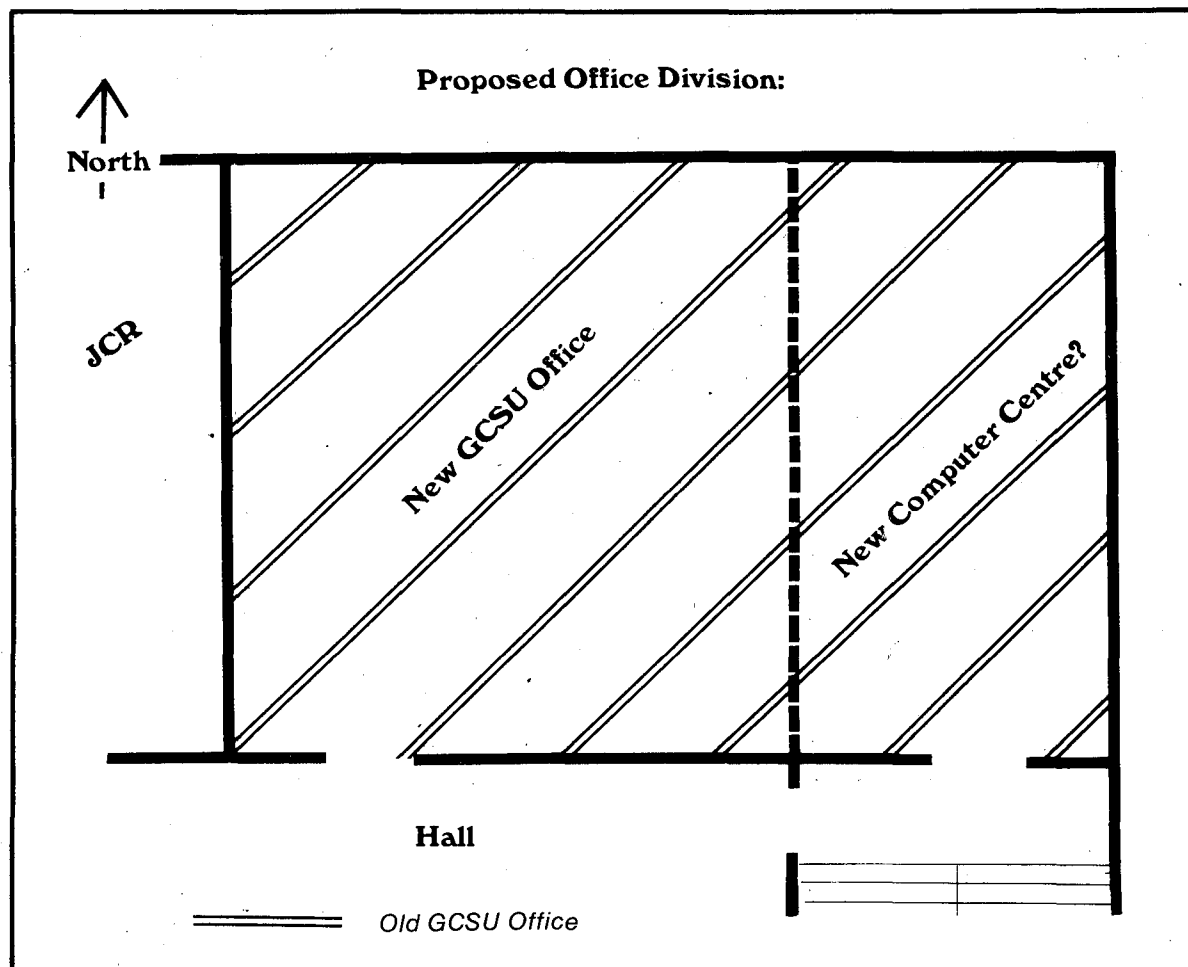 Proposed Office Division:
North
JCR
New GCSU Office
New Computer Centre?
Hall
Old GCSU Office